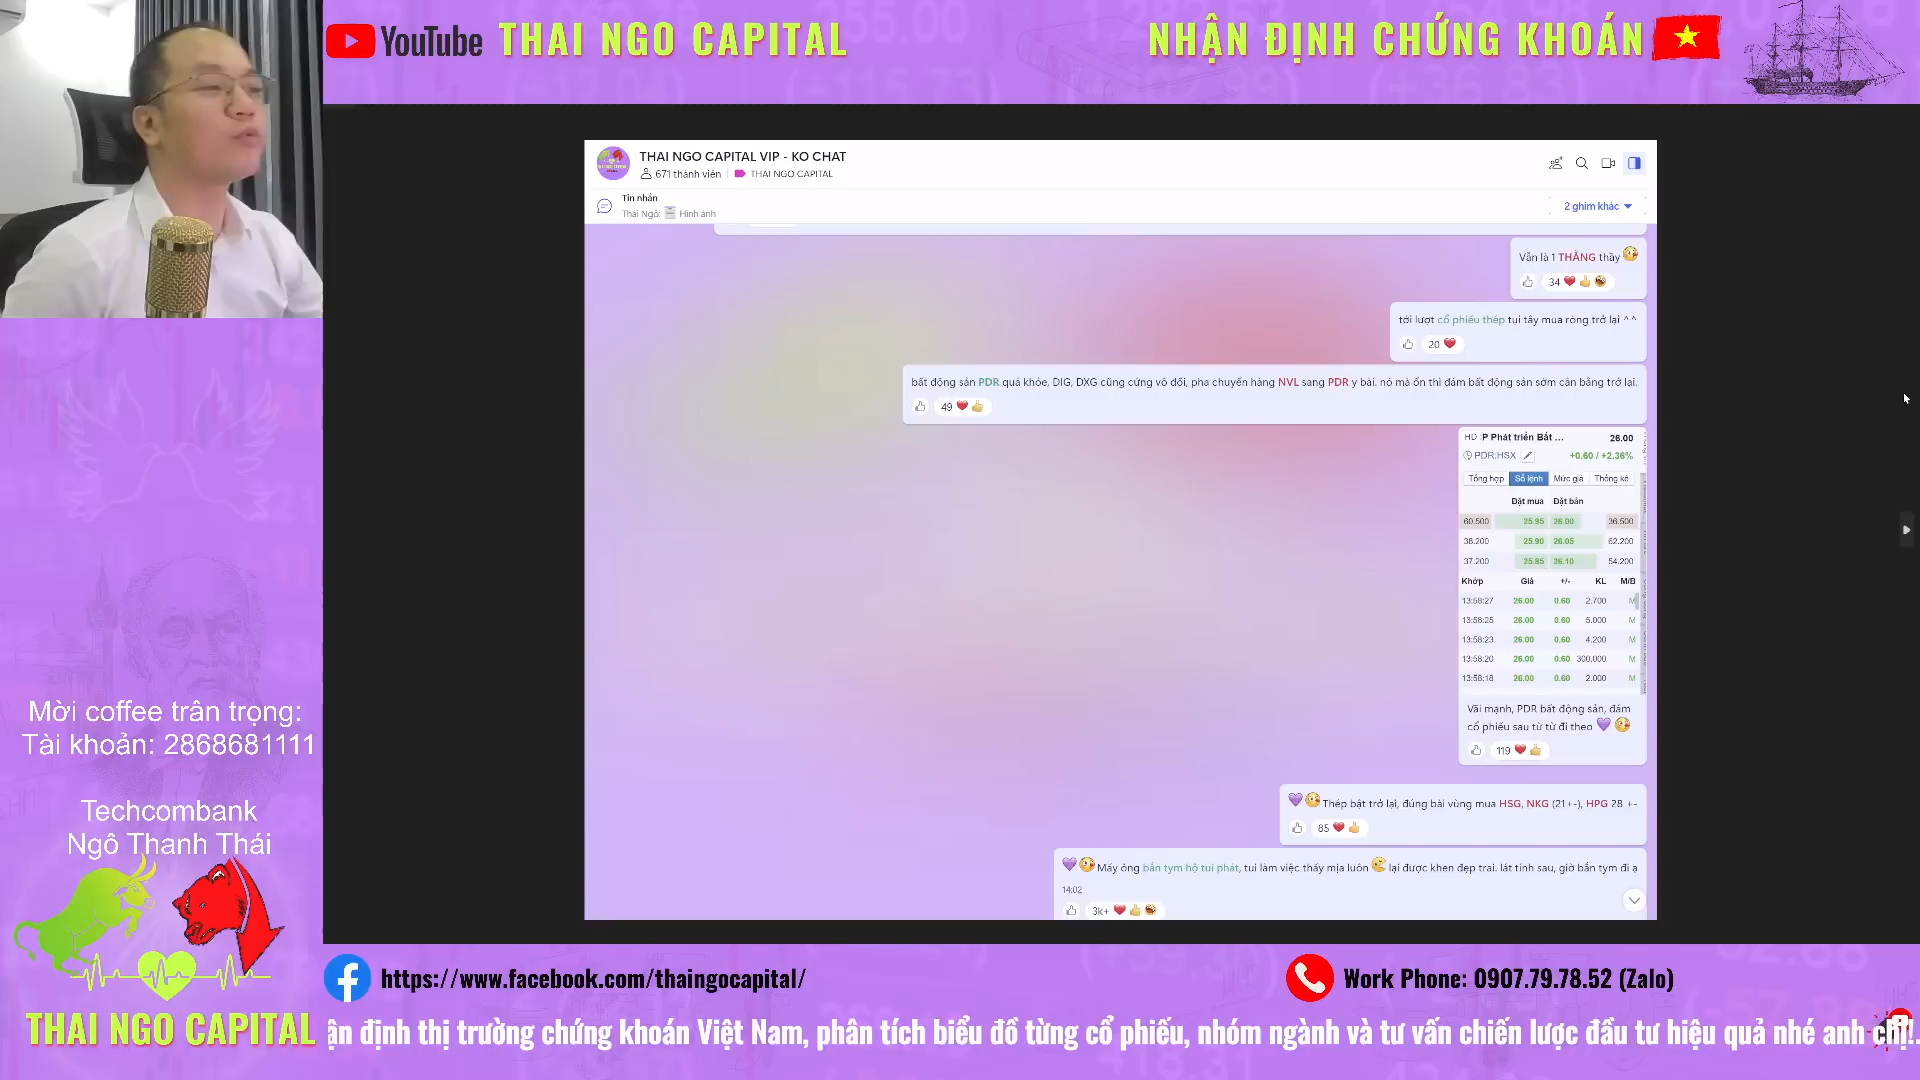 YouTube THAI NGO CAPITAL
NHẬN ĐỊNH CHỨNG KHOÁN
THAI NGO CAPITAL VIP - KO CHAT
671 thành viên THAI NGO CAPITAL
Tin nhắn
Thái Ngô: Hình ảnh
2 ghim khác
Vẫn là 1 THẰNG thầy
34
tới lượt cổ phiếu thép tụi tây mua ròng trở lại ^^
20
bất động sản PDR quá khỏe, DIG, DXG cũng cứng vô đối, pha chuyển hàng NVL sang PDR y bài. nó mà ổn thì đám bất động sản sớm cân bằng trở lại.
49
HD :P Phát triển Bất ... 26.00
PDR:HSX +0.60 / +2.36%
Tổng hợp Sổ lệnh Mức giá Thống kê
Đặt mua Đặt bán
60.500 25.95 26.00 36.500
38.200 25.90 26.05 62.200
37.200 25.85 26.10 54.200
Khớp Giá +/- KL M/B
13:58:27 26.00 0.60 2.700 M
13:58:25 26.00 0.60 5.000 M
13:58:23 26.00 0.60 4.200 M
13:58:20 26.00 0.60 300.000 M
13:58:18 26.00 0.60 2.000 M
Vãi mạnh, PDR bất động sản, đám
cổ phiếu sau từ từ đi theo
119
Thép bật trở lại, đúng bài vùng mua HSG, NKG (21+-), HPG 28 +-
85
Mấy ông bắn tym hộ tui phát, tui làm việc thấy mịa luôn lại được khen đẹp trai. lát tính sau, giờ bắn tym đi ạ
14:02
3k+
Mời coffee trân trọng:
Tài khoản: 2868681111
Techcombank
Ngô Thanh Thái
THAI NGO CAPITAL
https://www.facebook.com/thaingocapital/
Work Phone: 0907.79.78.52 (Zalo)
ận định thị trường chứng khoán Việt Nam, phân tích biểu đồ từng cổ phiếu, nhóm ngành và tư vấn chiến lược đầu tư hiệu quả nhé anh chị!.